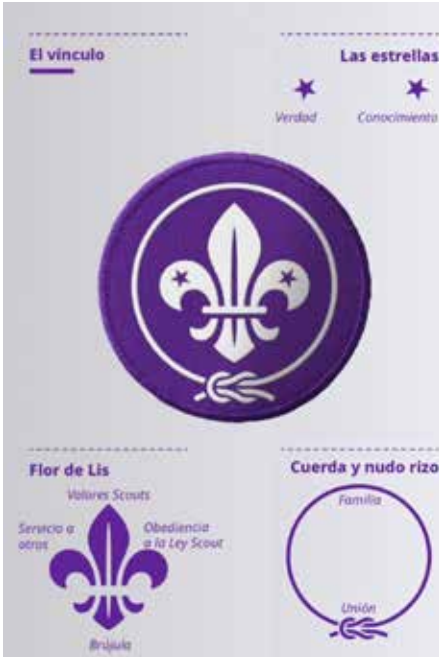 El vínculo
Las estrellas
Verdad
Conocimiento
Flor de Lis
Valores Scouts
Servicio a
otros
Obediencia
a la Ley Scout
Brújula
Cuerda y nudo rizo
Familia
Unión